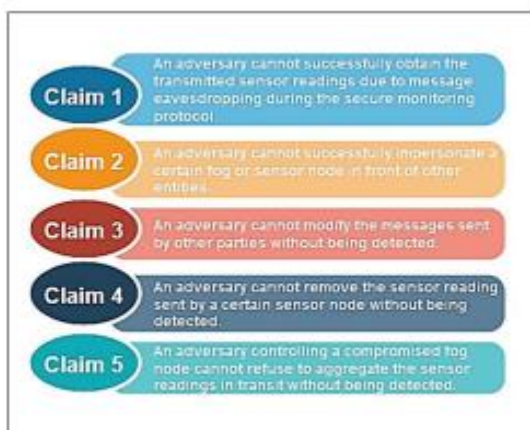 Claim 1
An adversary cannot successfully obtain the
transmitted sensor readings due to message
eavesdropping during the secure monitoring
protocol
Claim 2
An adversary cannot successfully impersonate a
certain fog or sensor node in front of other
entities.
Claim 3
An adversary cannot modify the messages sent
by other parties without being detected.
Claim 4
An adversary cannot remove the sensor reading
sent by a certain sensor node without being
detected.
Claim 5
An adversary controlling a compromised fog
node cannot refuse to aggregate the sensor
readings in transit without being detected.